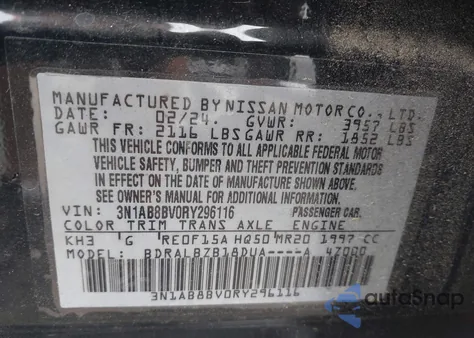 MANUFACTURED BY NISSAN MOTOR CO., LTD.
DATE: 02/24 GVWR: 3957 LBS
GAWR FR: 2116 LBS GAWR RR: 1852 LBS
THIS VEHICLE CONFORMS TO ALL APPLICABLE FEDERAL MOTOR
VEHICLE SAFETY, BUMPER AND THEFT PREVENTION STANDARDS
IN EFFECT ON THE DATE OF MANUFACTURE SHOWN ABOVE.
SEE OWNER'S MANUAL FOR ADDITIONAL INFORMATION.
VIN: 3N1AB8BV0RY296116 PASSENGER CAR
COLOR TRIM TRANS AXLE ENGINE
KH3 G RE0F15A HQ50 MR20 1997 CC
MODEL: BDRALBZB18DUA----A 4Z000
3N1AB8BV0RY296116
autoSnap